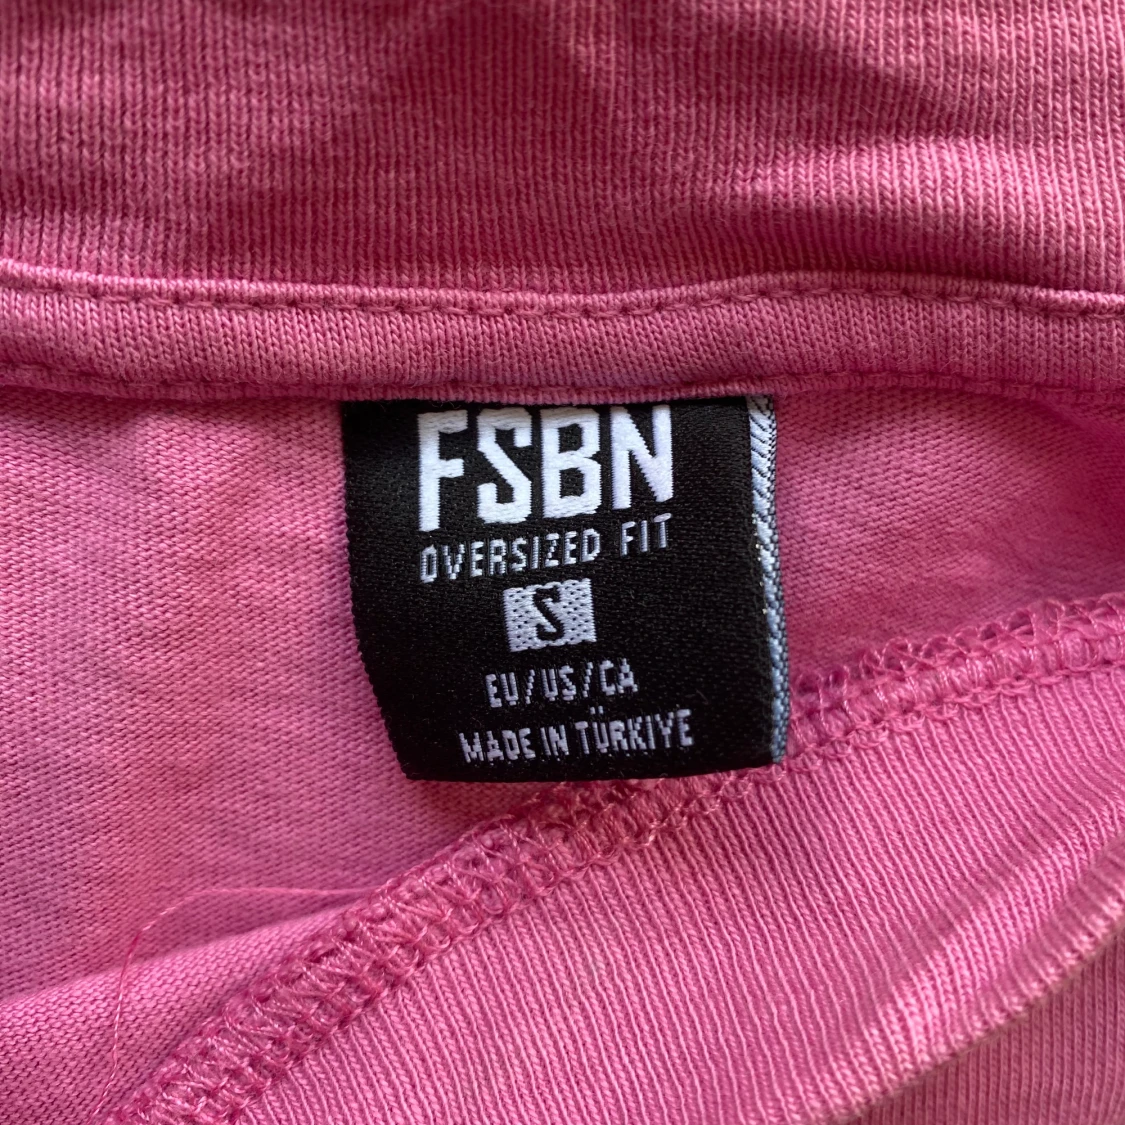 FSBN
OVERSIZED FIT
S
EU/US/CA
MADE IN TÜRKIYE